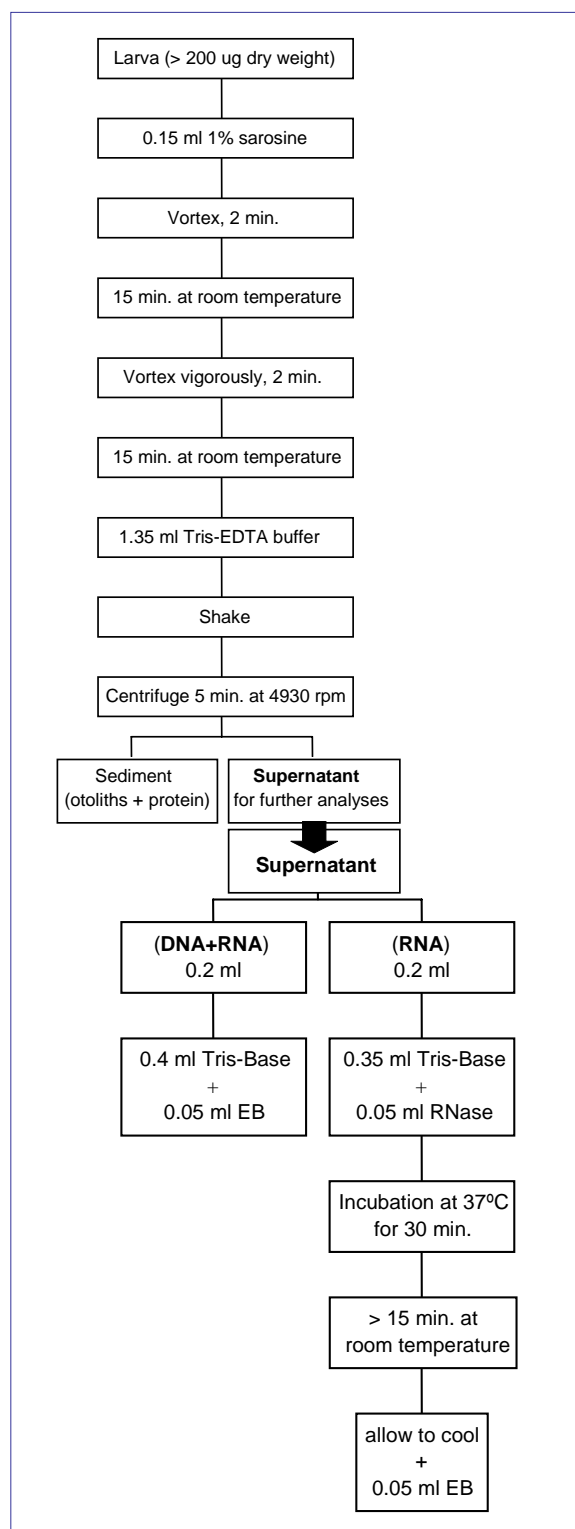 Larva (> 200 ug dry weight)
0.15 ml 1% sarosine
Vortex, 2 min.
15 min. at room temperature
Vortex vigorously, 2 min.
15 min. at room temperature
1.35 ml Tris-EDTA buffer
Shake
Centrifuge 5 min. at 4930 rpm
Sediment
(otoliths + protein)
Supernatant
for further analyses
Supernatant
(DNA+RNA)
0.2 ml
(RNA)
0.2 ml
0.4 ml Tris-Base
+
0.05 ml EB
0.35 ml Tris-Base
+
0.05 ml RNase
Incubation at 37ºC
for 30 min.
> 15 min. at
room temperature
allow to cool
+
0.05 ml EB